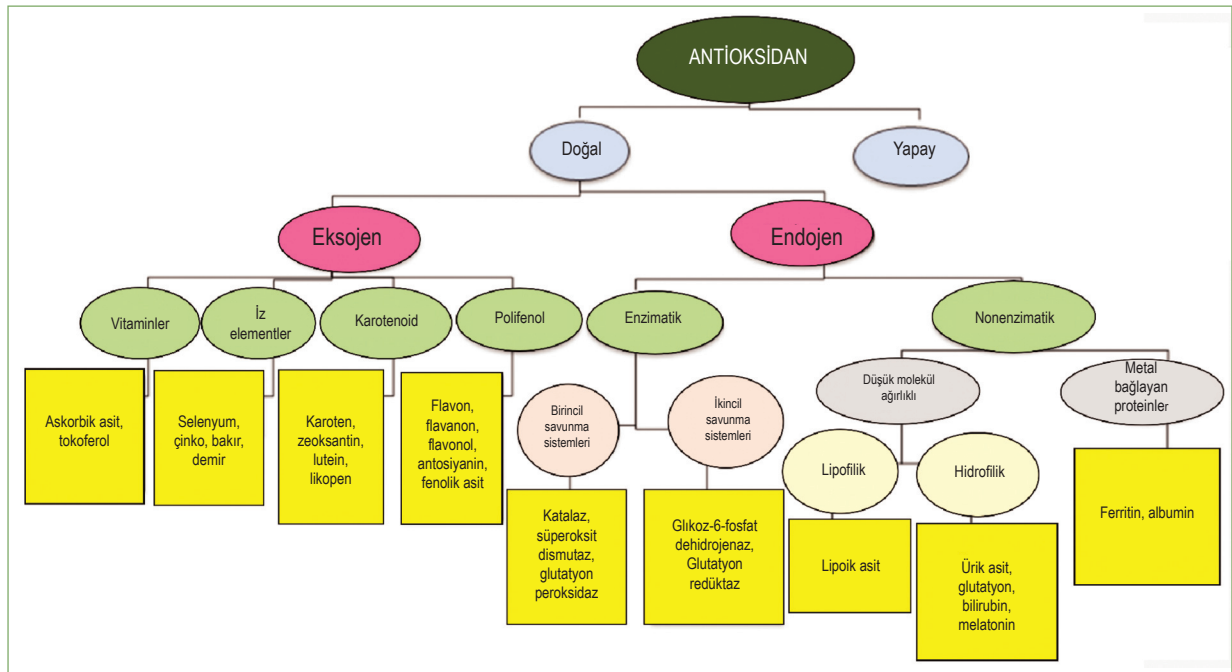 ANTİOKSİDAN
Doğal
Yapay
Eksojen
Endojen
Vitaminler
İz
elementler
Karotenoid
Polifenol
Enzimatik
Nonenzimatik
Askorbik asit,
tokoferol
Selenyum,
çinko, bakır,
demir
Karoten,
zeoksantin,
lutein,
likopen
Flavon,
flavanon,
flavonol,
antosiyanin,
fenolik asit
Birincil
savunma
sistemleri
İkincil
savunma
sistemleri
Düşük molekül
ağırlıklı
Metal
bağlayan
proteinler
Katalaz,
süperoksit
dismutaz,
glutatyon
peroksidaz
Glıkoz-6-fosfat
dehidrojenaz,
Glutatyon
redüktaz
Lipofilik
Hidrofilik
Lipoik asit
Ürik asit,
glutatyon,
bilirubin,
melatonin
Ferritin, albumin